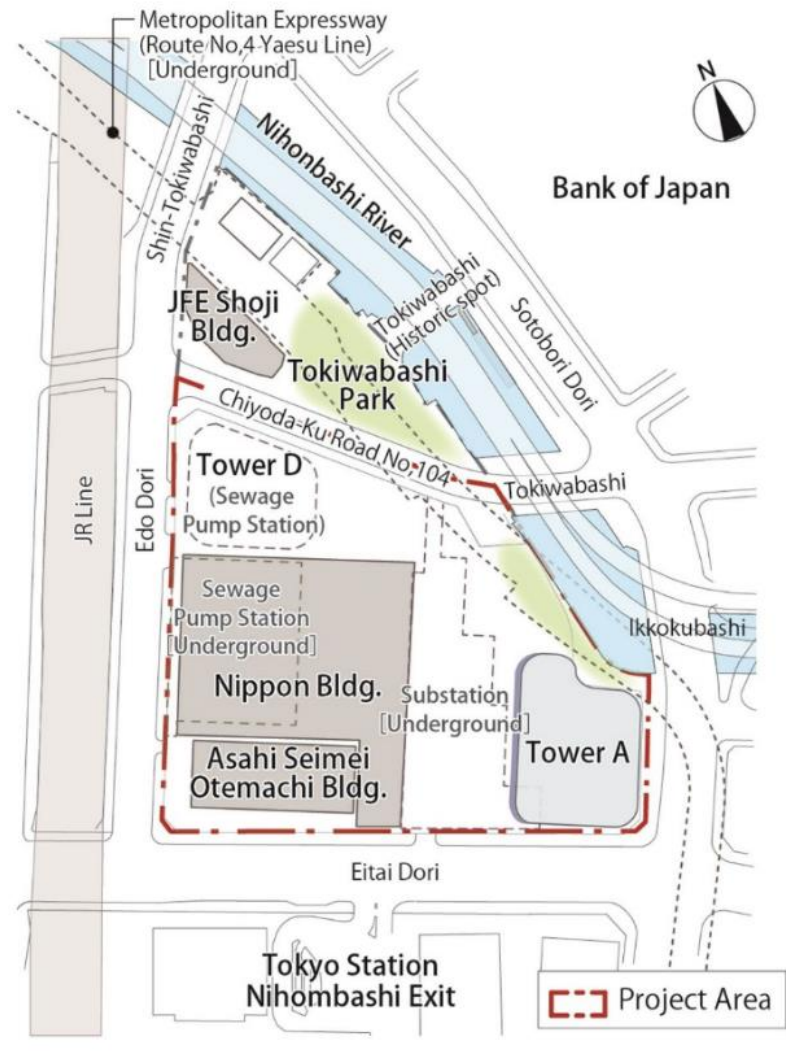 Metropolitan Expressway
(Route No,4 Yaesu Line)
[Underground]
N
Shin-Tokiwabashi
Nihonbashi River
Bank of Japan
Tokiwabashi
(Historic spot)
Sotobori Dori
JFE Shoji
Bldg.
Tokiwabashi
Park
Chiyoda-Ku Road No,104
Tokiwabashi
JR Line
Edo Dori
Tower D
(Sewage
Pump Station)
Ikkokubashi
Sewage
Pump Station
[Underground]
Nippon Bldg.
Substation
[Underground]
Tower A
Asahi Seimei
Otemachi Bldg.
Eitai Dori
Tokyo Station
Nihombashi Exit
Project Area